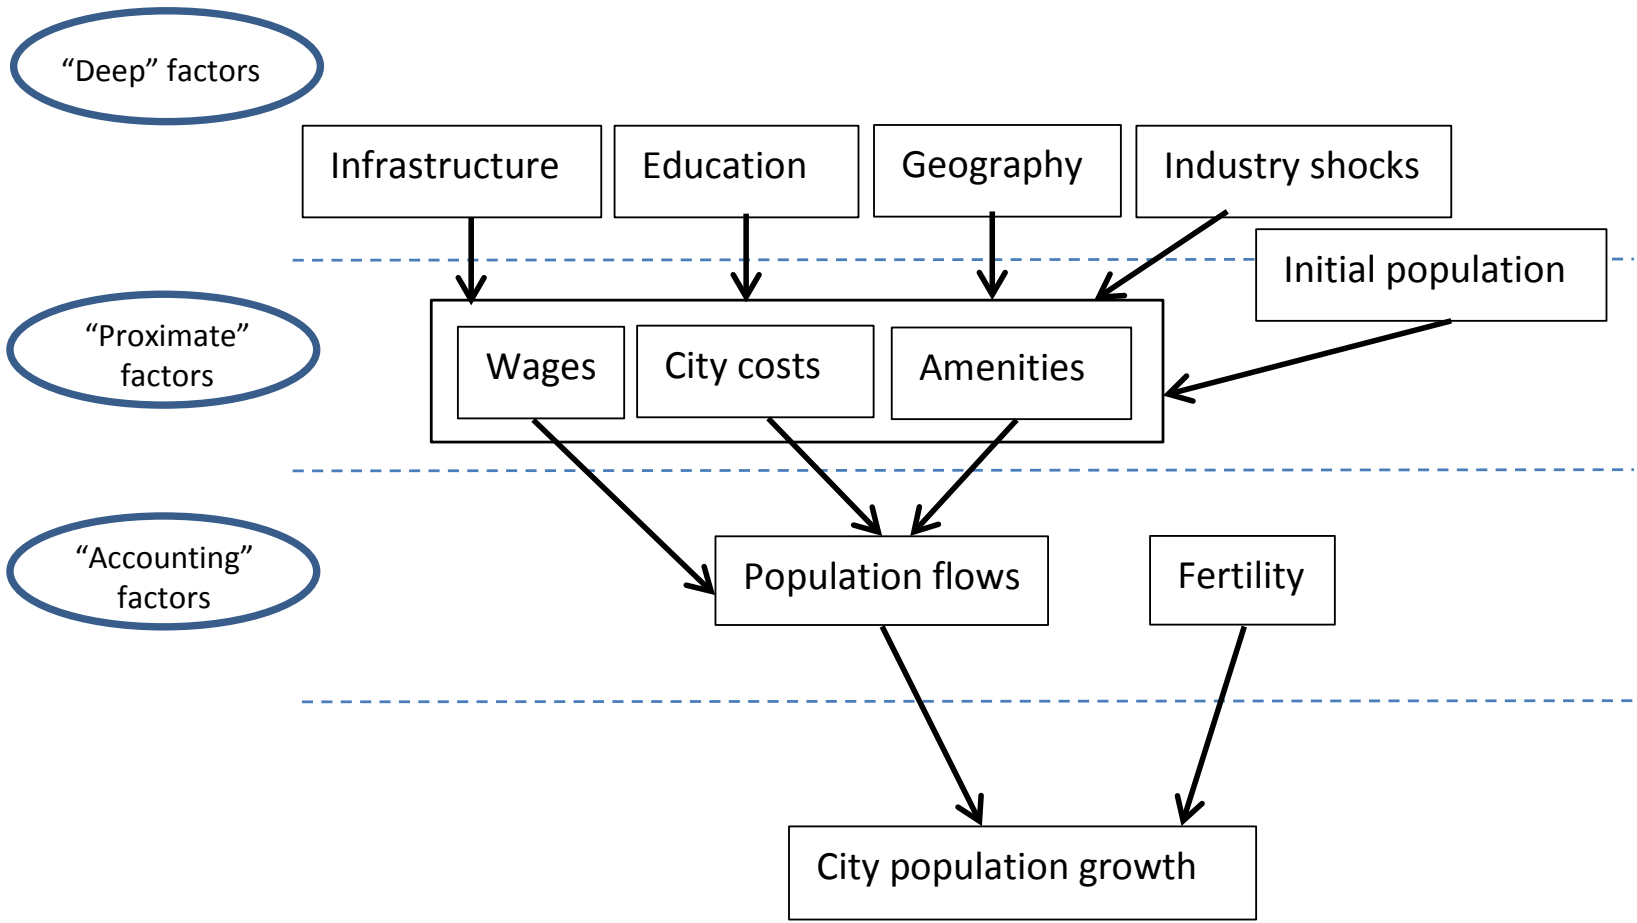 “Deep” factors
Infrastructure
Education
Geography
Industry shocks
Initial population
“Proximate”
factors
Wages
City costs
Amenities
“Accounting”
factors
Population flows
Fertility
City population growth